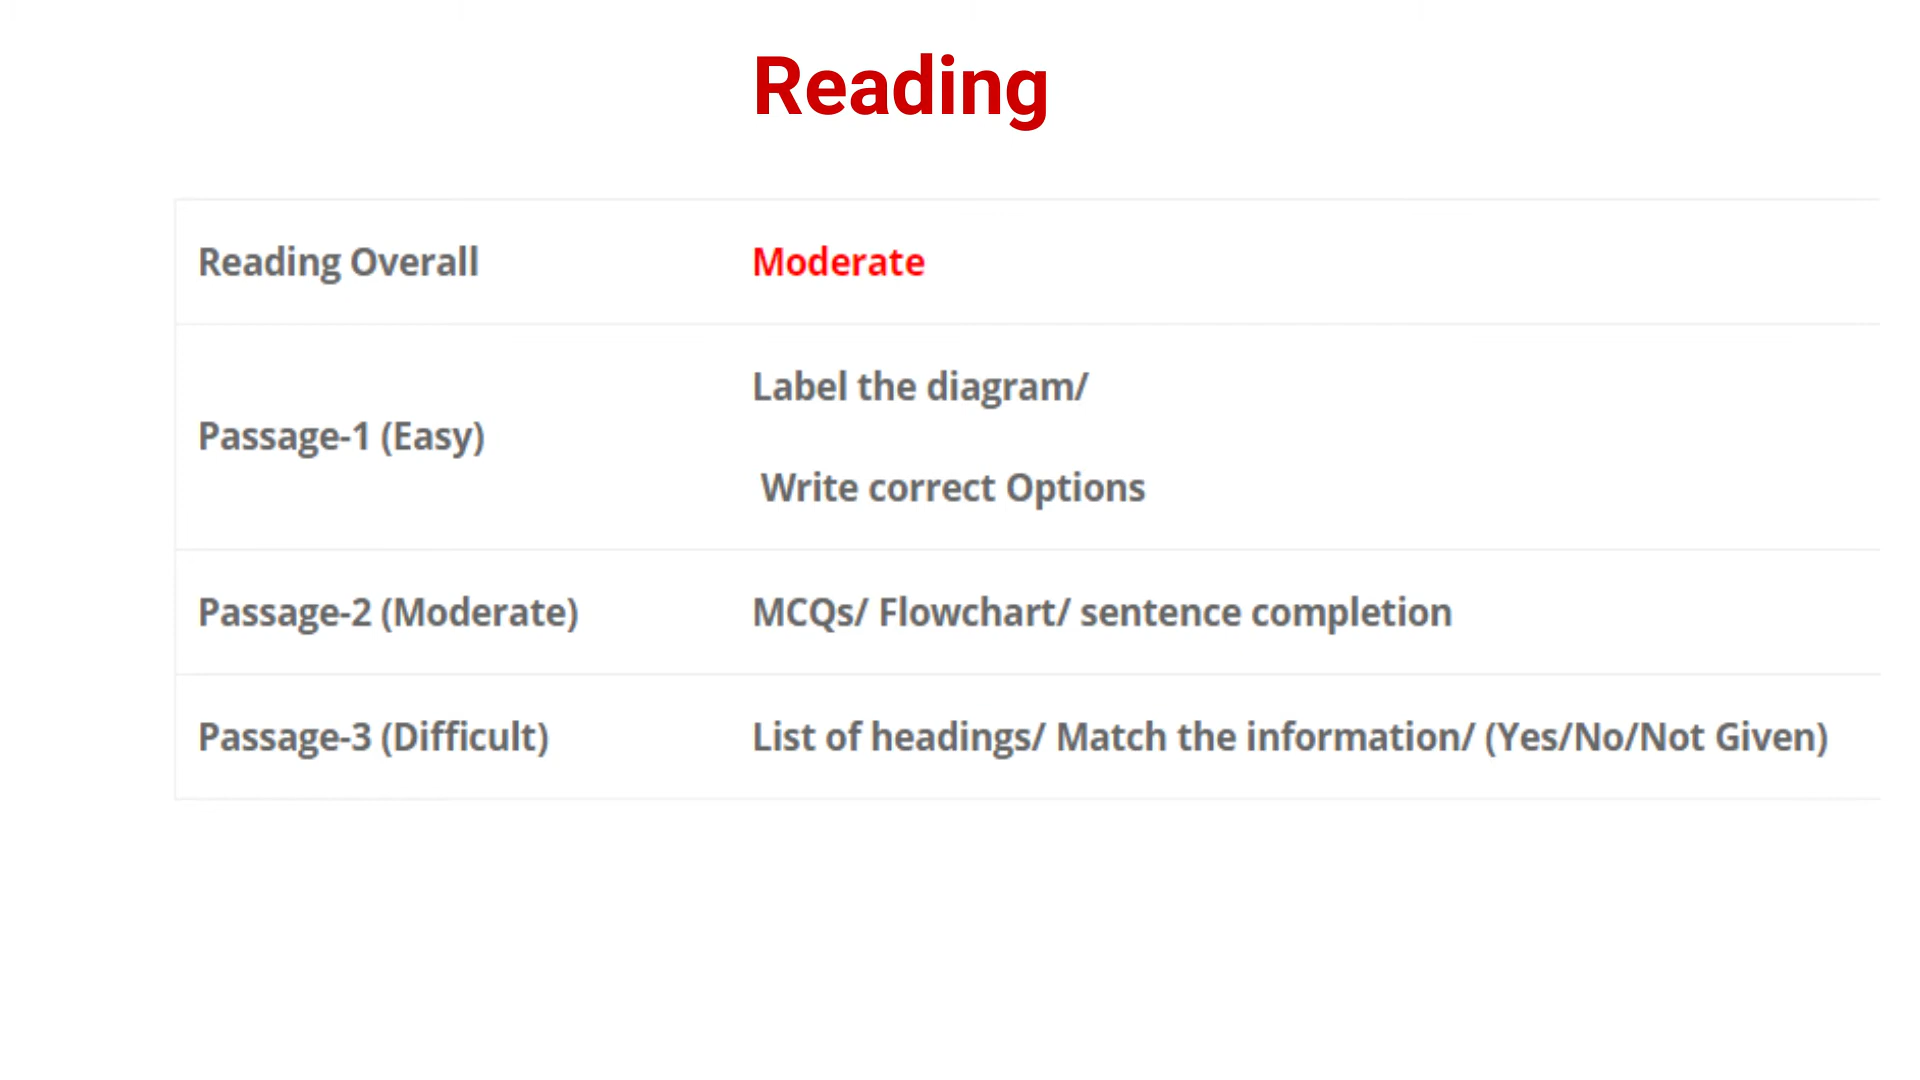 Reading
Reading Overall Moderate
Passage-1 (Easy) Label the diagram/
Write correct Options
Passage-2 (Moderate) MCQs/ Flowchart/ sentence completion
Passage-3 (Difficult) List of headings/ Match the information/ (Yes/No/Not Given)